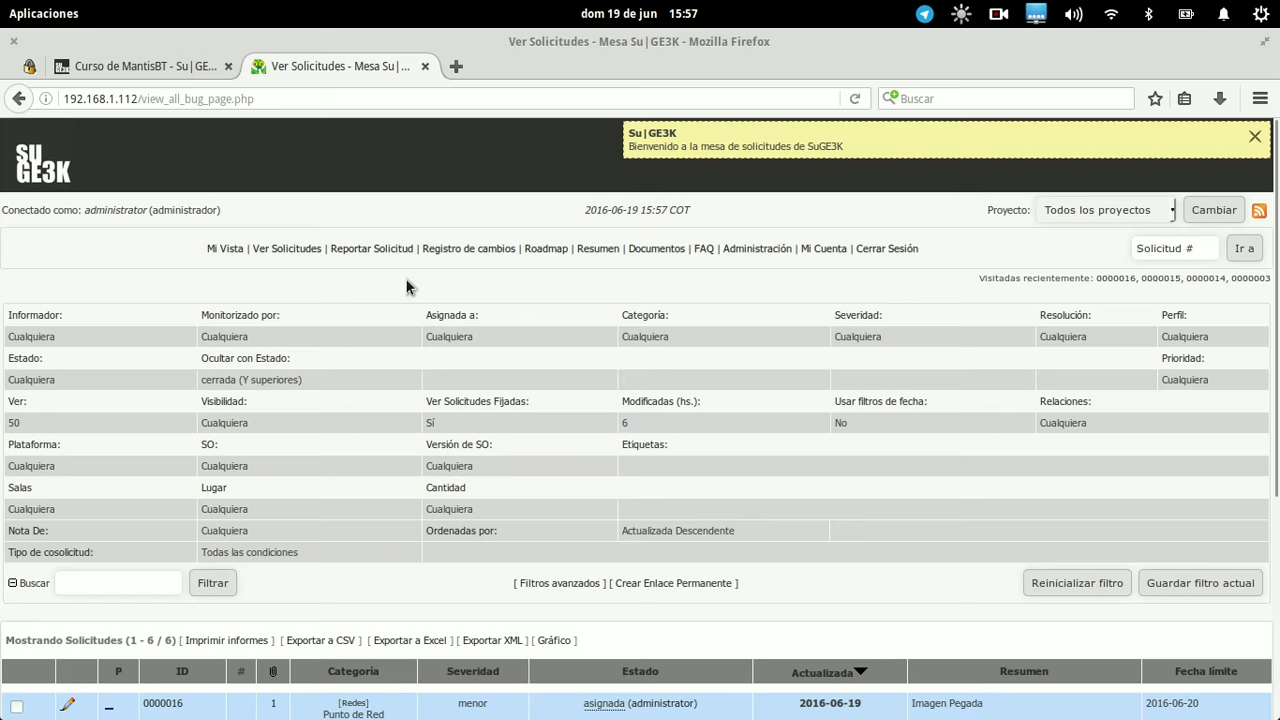 Aplicaciones dom 19 de jun 15:57
Ver Solicitudes - Mesa Su|GE3K - Mozilla Firefox
Curso de MantisBT - Su|GE... Ver Solicitudes - Mesa Su|...
192.168.1.112/view_all_bug_page.php Buscar
SU GE3K
Su|GE3K
Bienvenido a la mesa de solicitudes de SuGE3K
Conectado como: administrator (administrador) 2016-06-19 15:57 COT Proyecto: Todos los proyectos Cambiar
Mi Vista | Ver Solicitudes | Reportar Solicitud | Registro de cambios | Roadmap | Resumen | Documentos | FAQ | Administración | Mi Cuenta | Cerrar Sesión Solicitud # Ir a
Visitadas recientemente: 0000016, 0000015, 0000014, 0000003
Informador: Monitorizado por: Asignada a: Categoría: Severidad: Resolución: Perfil:
Cualquiera Cualquiera Cualquiera Cualquiera Cualquiera Cualquiera Cualquiera
Estado: Ocultar con Estado: Prioridad:
Cualquiera cerrada (Y superiores) Cualquiera
Ver: Visibilidad: Ver Solicitudes Fijadas: Modificadas (hs.): Usar filtros de fecha: Relaciones:
50 Cualquiera Sí 6 No Cualquiera
Plataforma: SO: Versión de SO: Etiquetas:
Cualquiera Cualquiera Cualquiera
Salas Lugar Cantidad
Cualquiera Cualquiera Cualquiera
Nota De: Cualquiera Ordenadas por: Actualizada Descendente
Tipo de cosolicitud: Todas las condiciones
Buscar Filtrar [ Filtros avanzados ] [ Crear Enlace Permanente ] Reinicializar filtro Guardar filtro actual
Mostrando Solicitudes (1 - 6 / 6) [ Imprimir informes ] [ Exportar a CSV ] [ Exportar a Excel ] [ Exportar XML ] [ Gráfico ]
P ID # Categoría Severidad Estado Actualizada Resumen Fecha límite
0000016 1 [Redes] menor asignada (administrator) 2016-06-19 Imagen Pegada 2016-06-20
Punto de Red